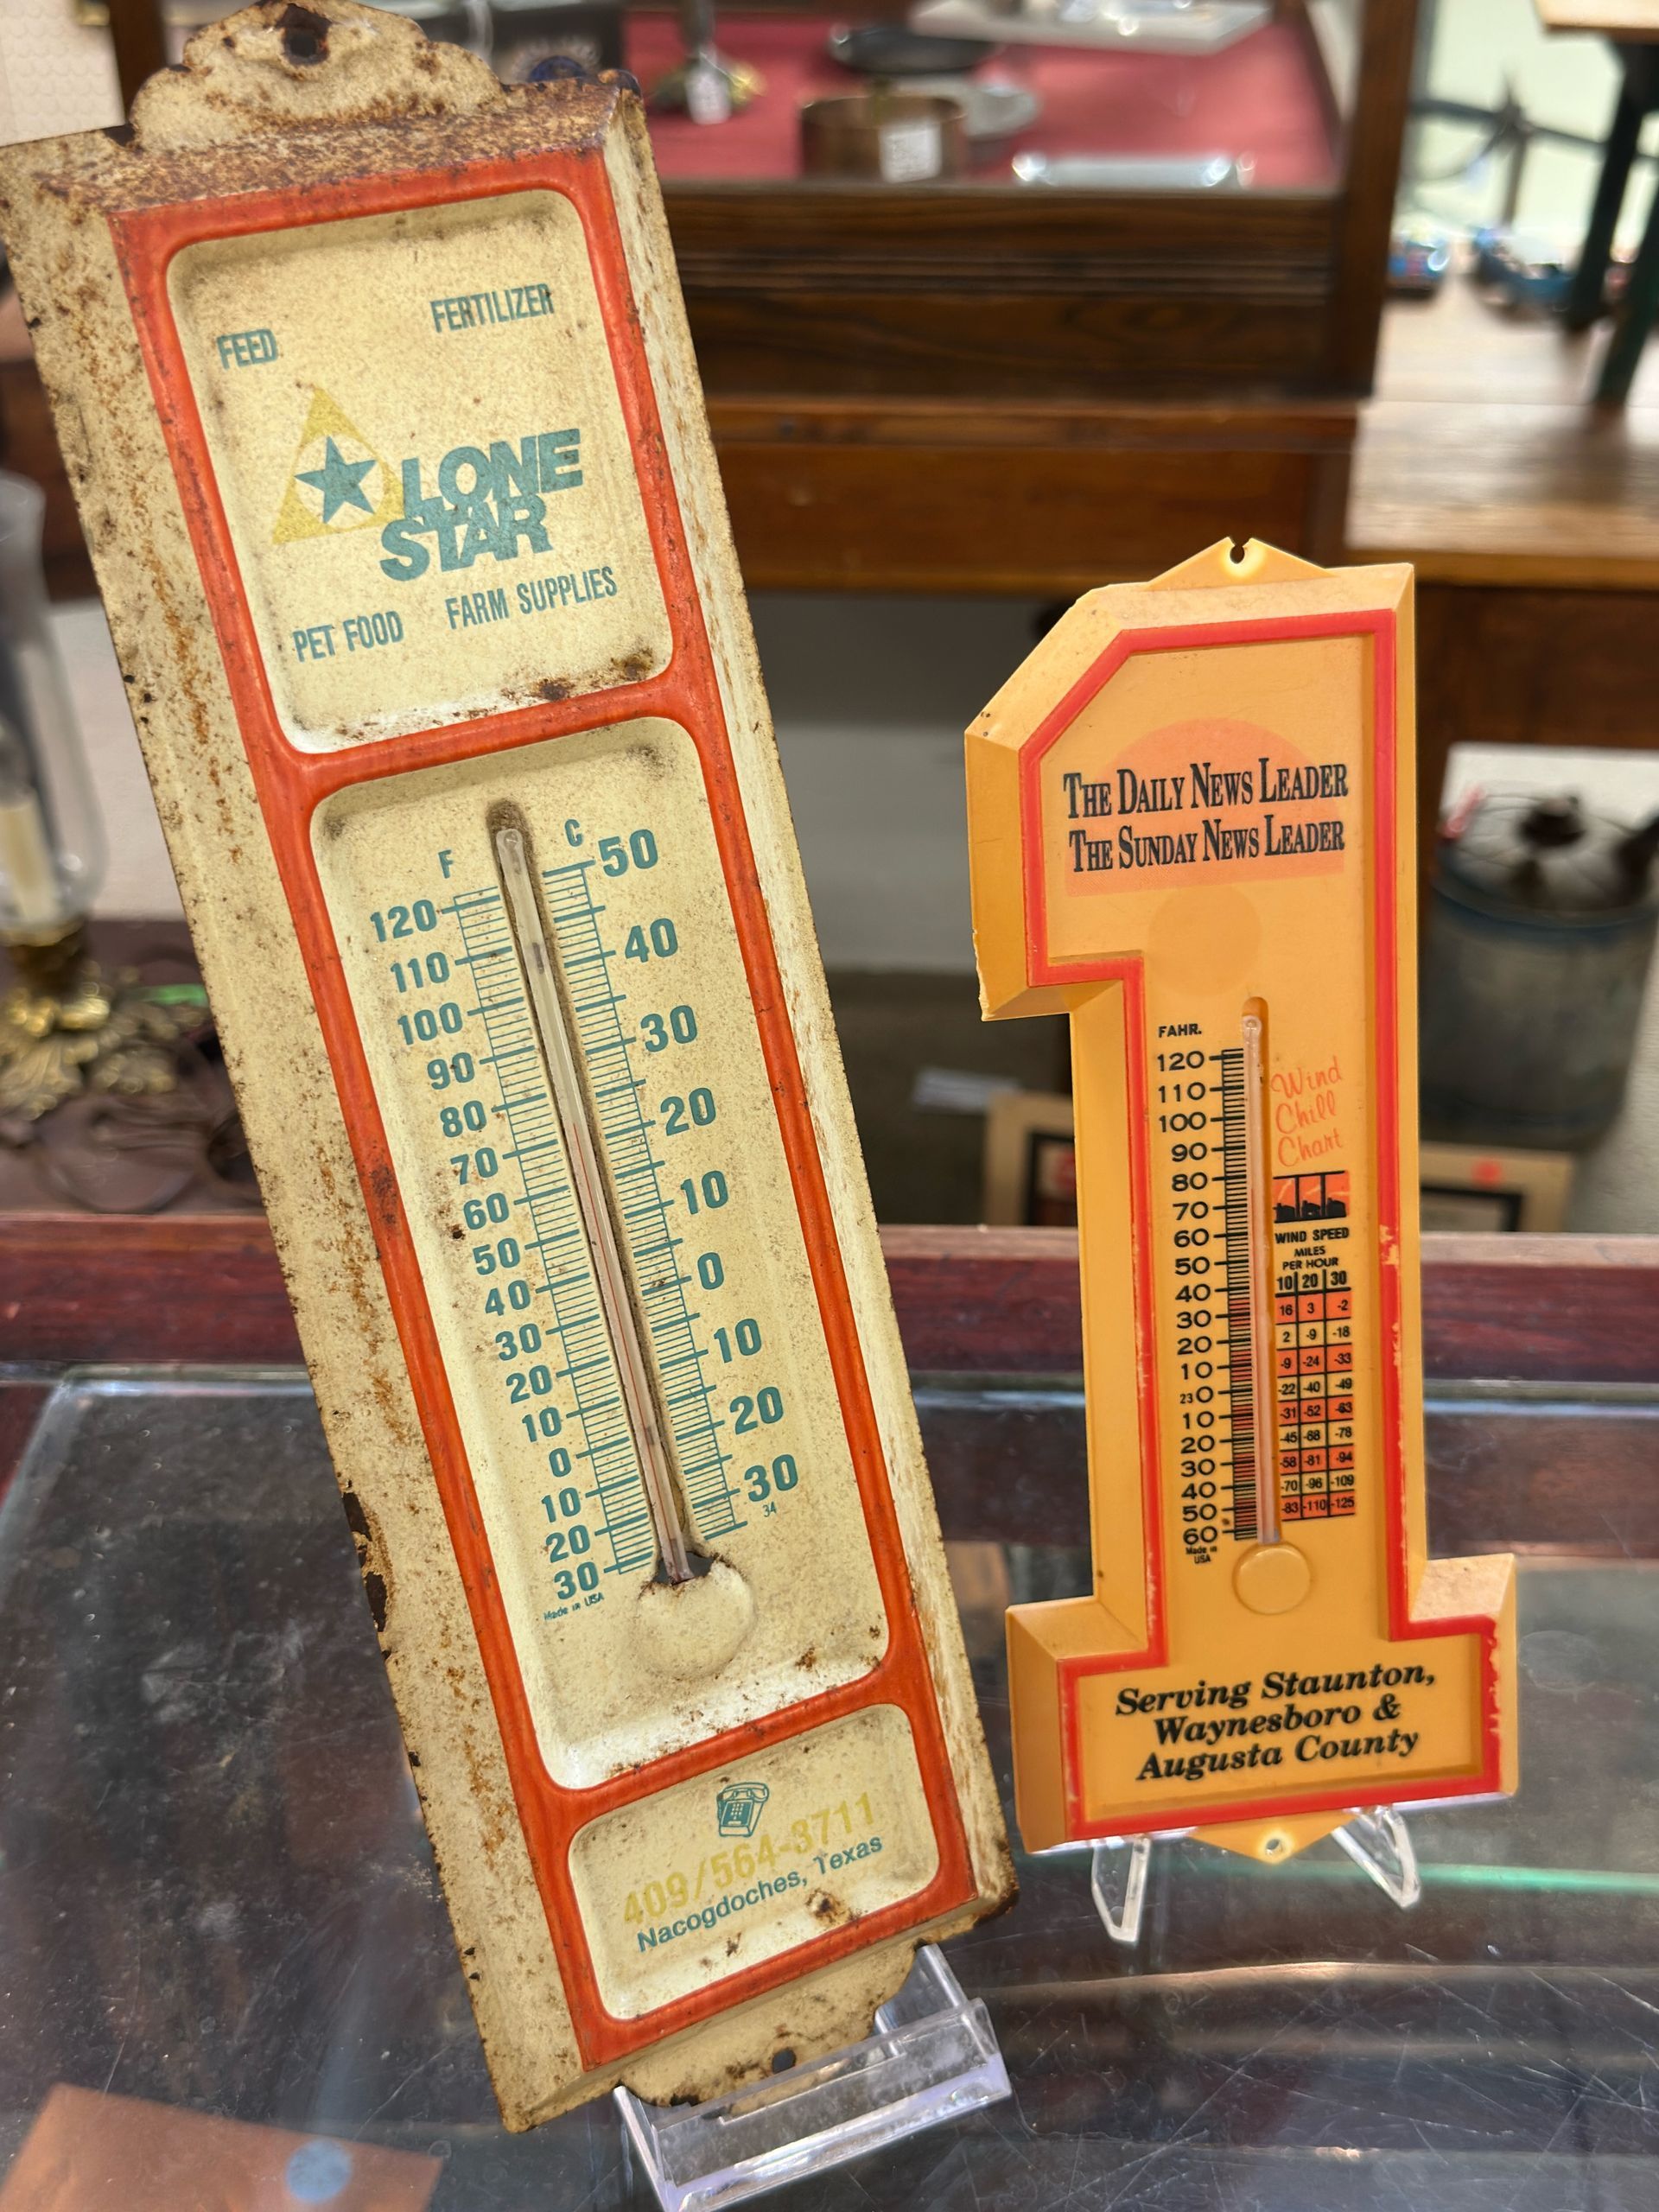 FEED FERTILIZER
LONE
STAR
PET FOOD FARM SUPPLIES
F C
120 50
110 40
100 30
90 20
80 10
70 0
60 10
50 20
40 30
30
20
10
0
10
20
30
34
Made in USA
409/564-3711
Nacogdoches, Texas
THE DAILY NEWS LEADER
THE SUNDAY NEWS LEADER
FAHR.
120
110
100
90
80
70
60
50
40
30
20
10
23 0
10
20
30
40
50
60
Made in
USA
Wind
Chill
Chart
WIND SPEED
MILES
PER HOUR
10 20 30
16 3 -2
2 -9 -18
-9 -24 -33
-22 -40 -49
-31 -52 -63
-45 -68 -78
-58 -81 -94
-70 -96 -109
-83 -110 -125
Serving Staunton,
Waynesboro &
Augusta County